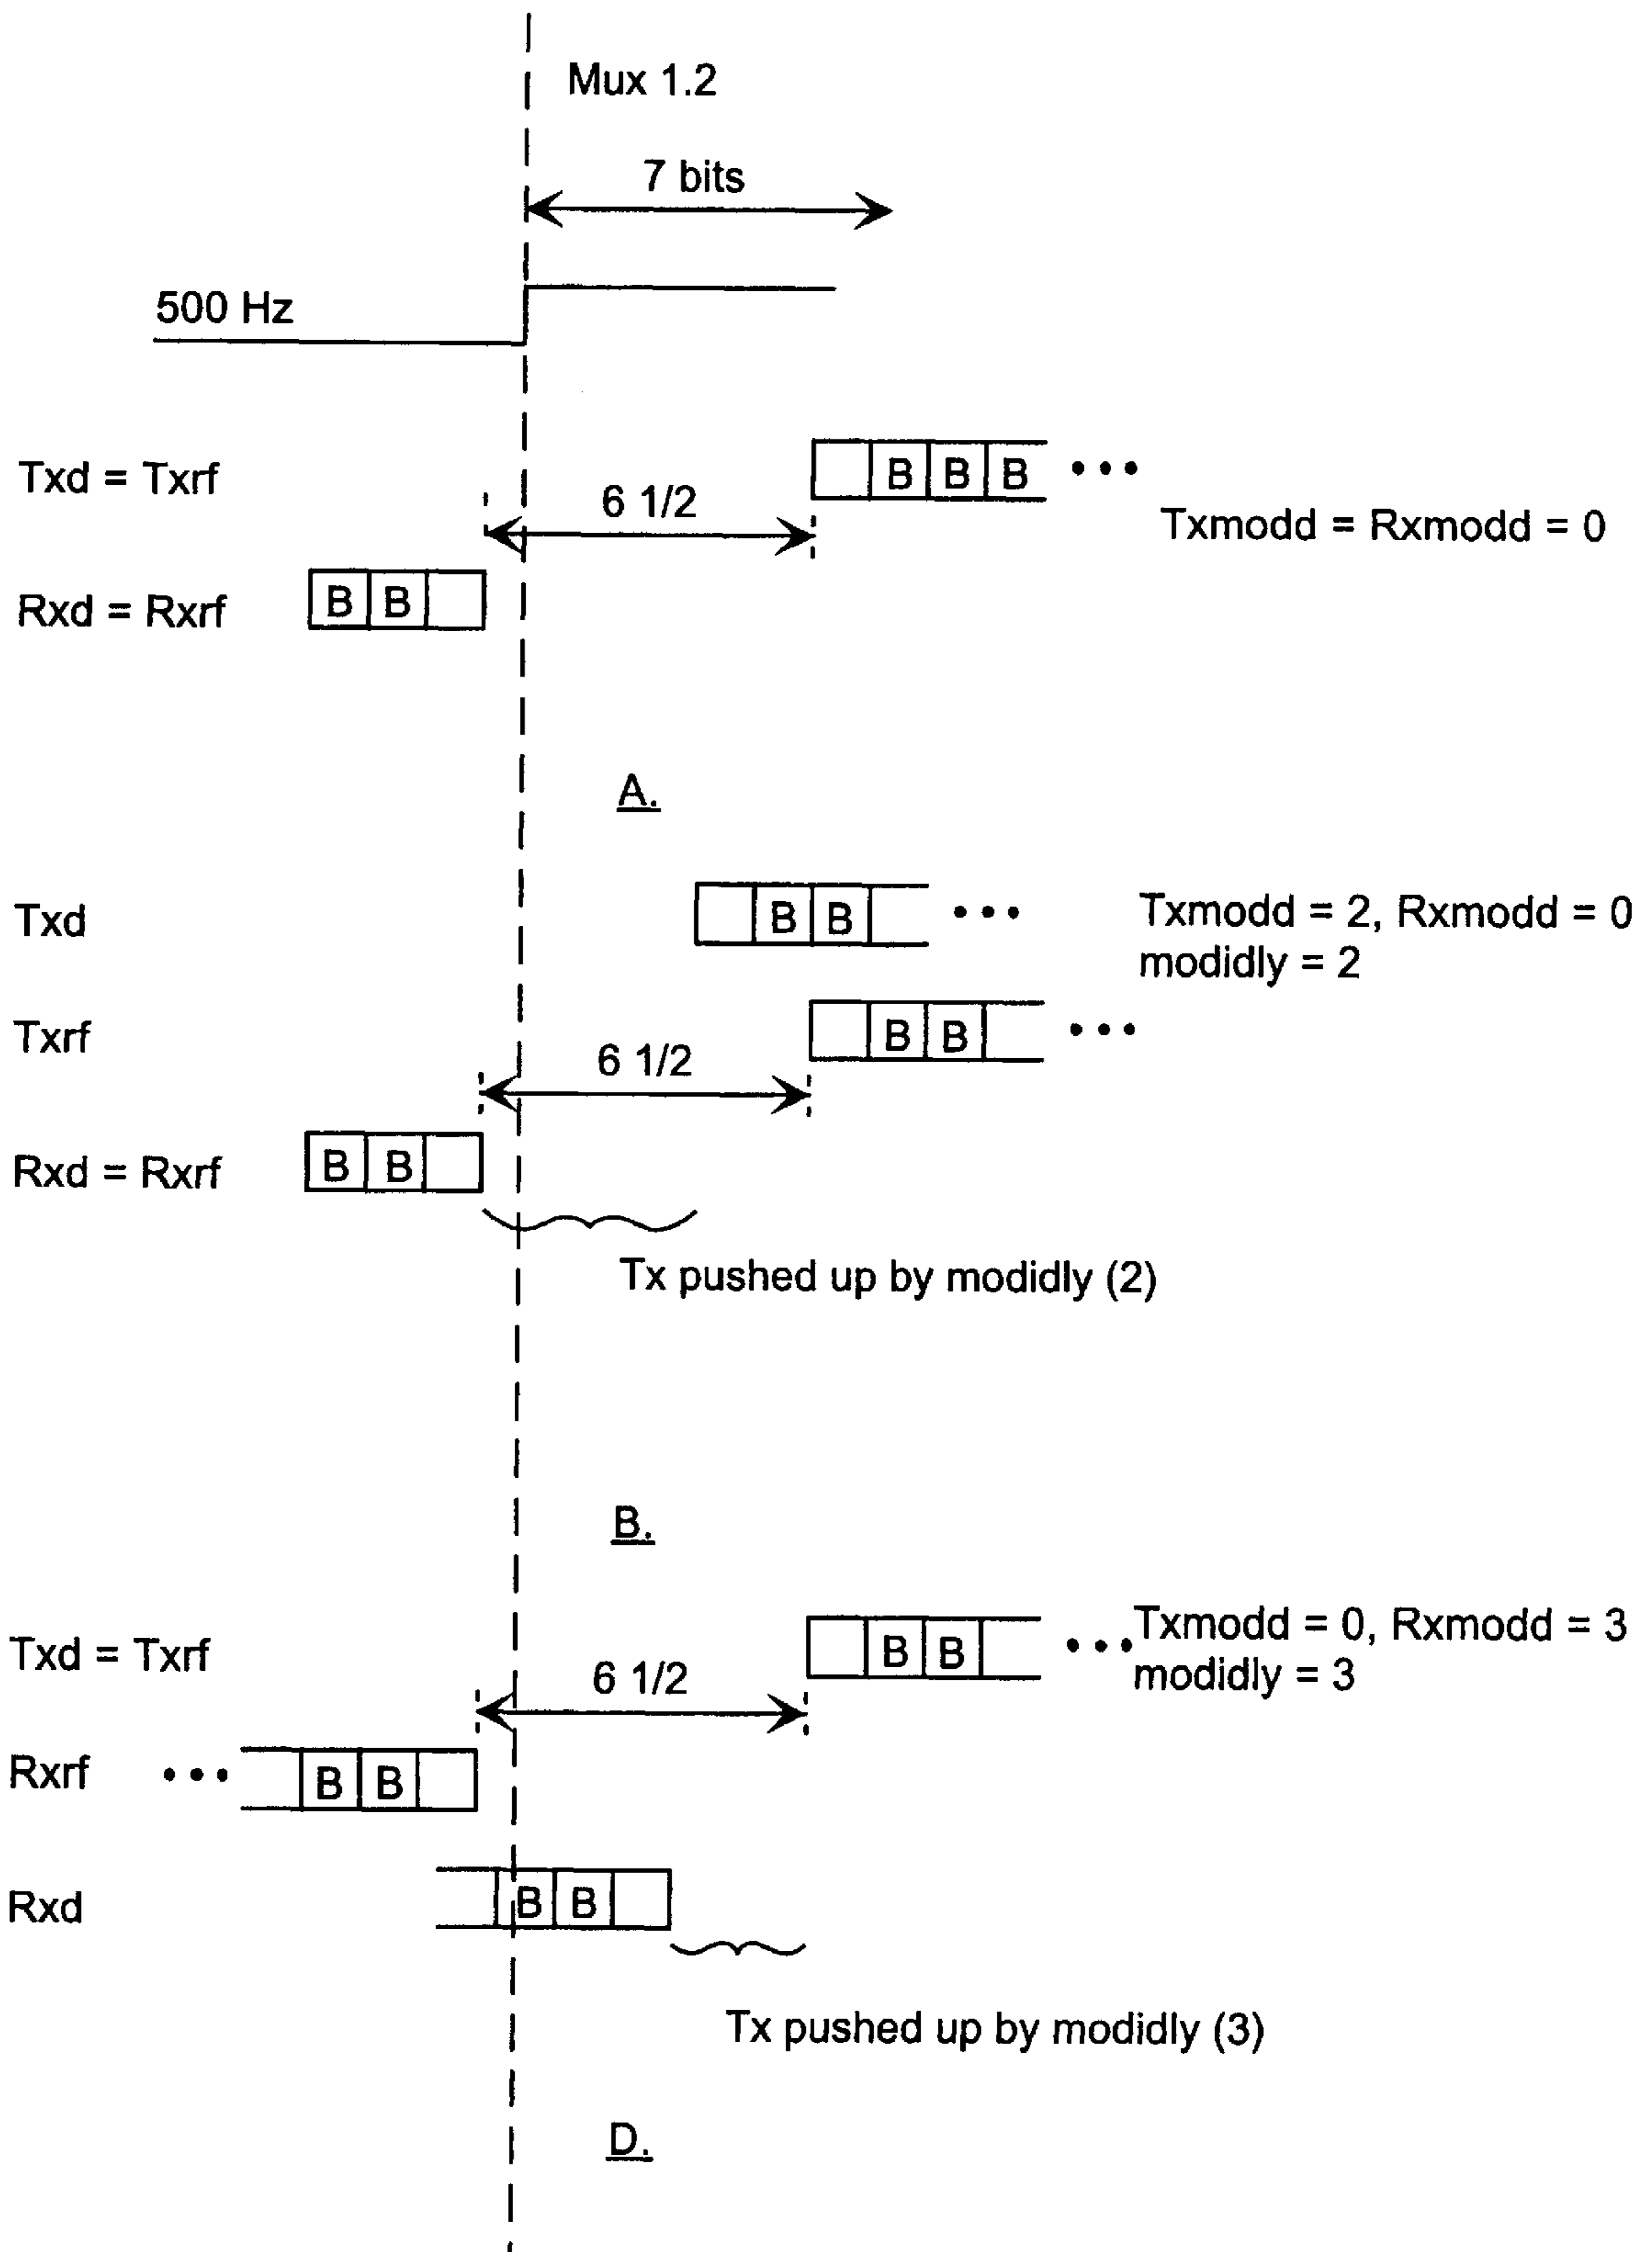 Mux 1.2
7 bits
500 Hz
Txd = Txrf
B B B •••
6 1/2
Txmodd = Rxmodd = 0
Rxd = Rxrf
B B
A.
Txd
B B •••
Txmodd = 2, Rxmodd = 0
modidly = 2
Txrf
B B •••
6 1/2
Rxd = Rxrf
B B
Tx pushed up by modidly (2)
B.
Txd = Txrf
B B •••
Txmodd = 0, Rxmodd = 3
modidly = 3
6 1/2
Rxrf
••• B B
Rxd
B B
Tx pushed up by modidly (3)
D.